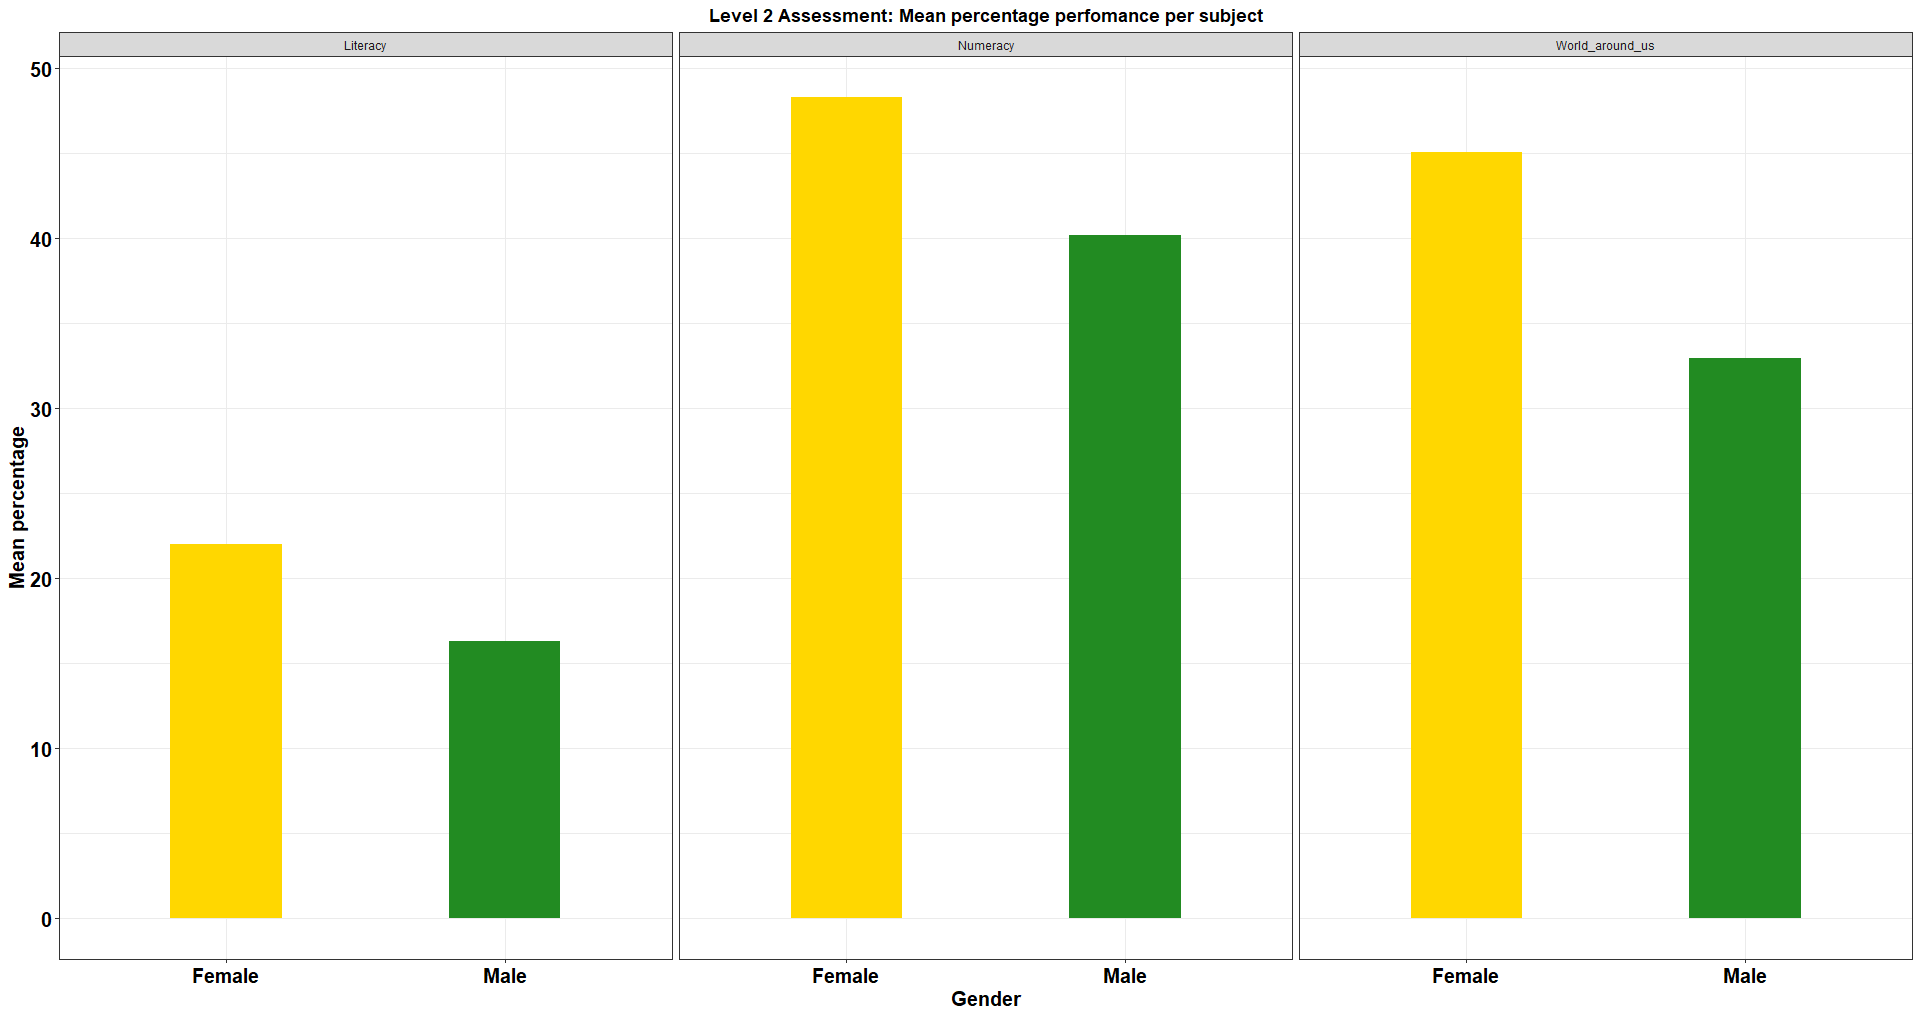 Level 2 Assessment: Mean percentage perfomance per subject
Literacy
Numeracy
World_around_us
Mean percentage
50
40
30
20
10
0
Female
Male
Female
Male
Female
Male
Gender